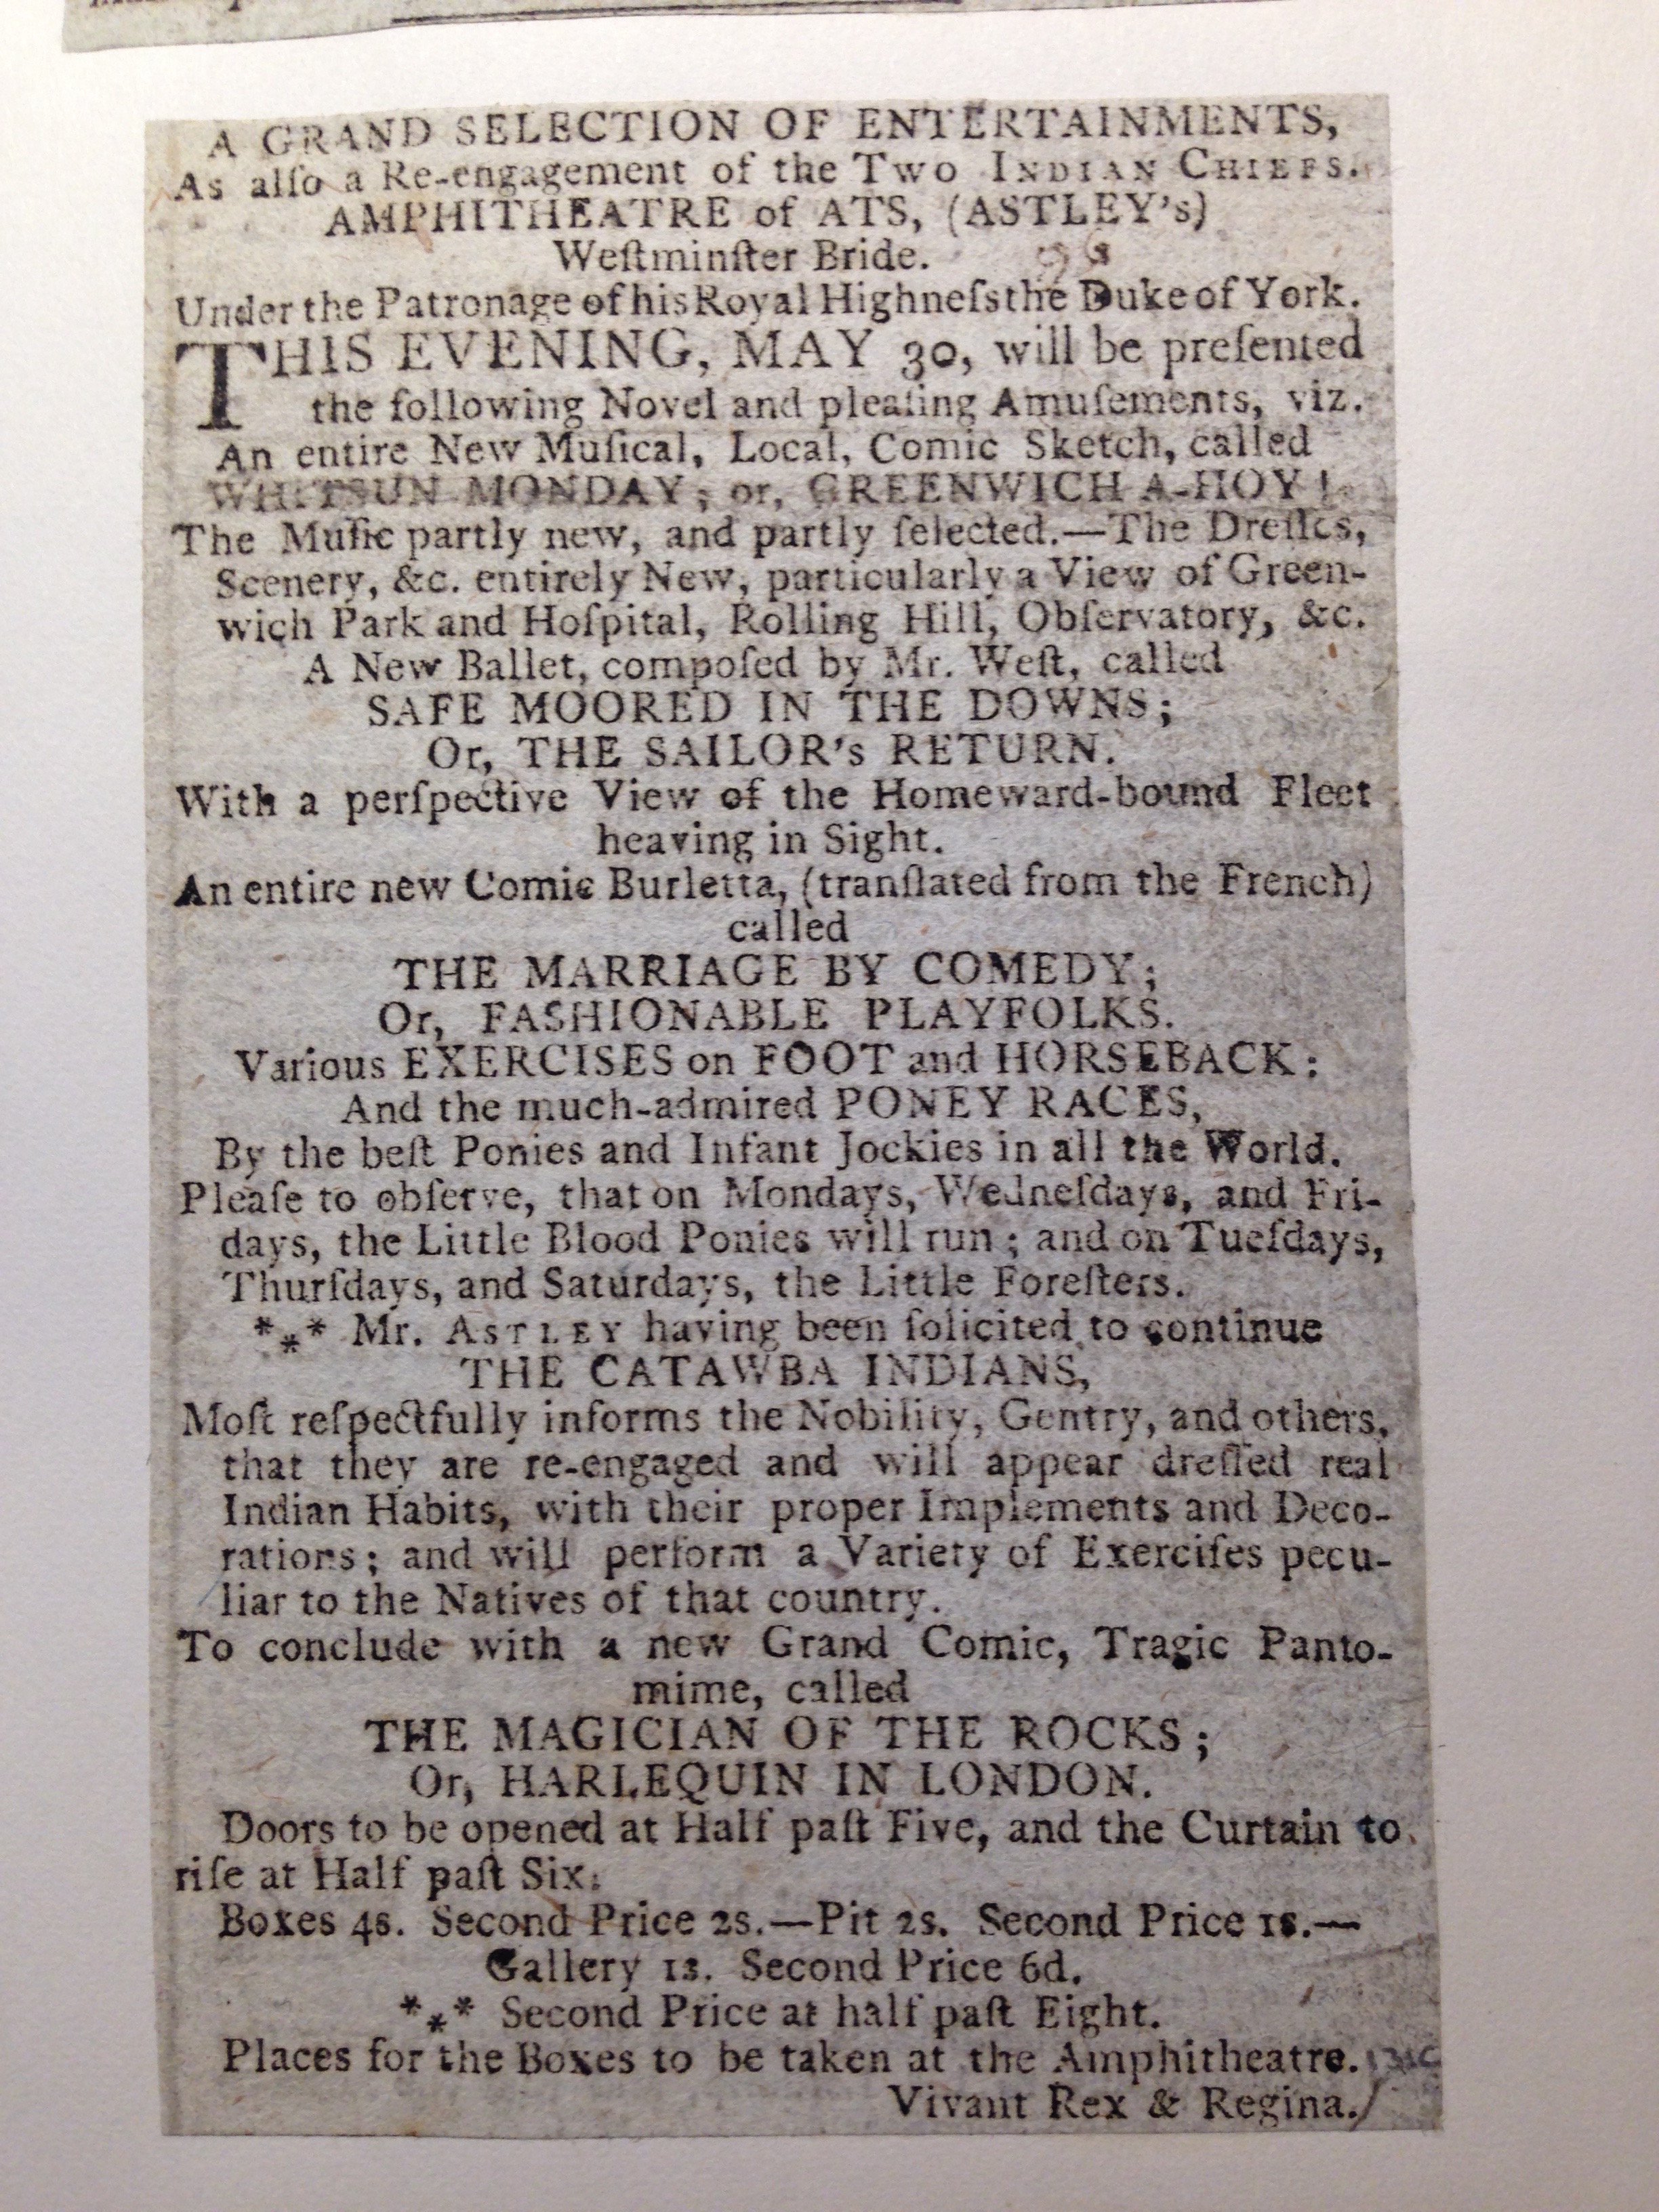 A GRAND SELECTION OF ENTERTAINMENTS,
As alſo a Re-engagement of the Two INDIAN CHIEFS.
AMPHITHEATRE of ATS, (ASTLEY's)
Weſtminſter Bride.
96
Under the Patronage of his Royal Highneſs the Duke of York.
THIS EVENING, MAY 30, will be preſented
the following Novel and pleaſing Amuſements, viz.
An entire New Muſical, Local, Comic Sketch, called
WHITSUN MONDAY; or, GREENWICH A-HOY!
The Muſic partly new, and partly ſelected.—The Dreſſes,
Scenery, &c. entirely New, particularly a View of Green-
wich Park and Hoſpital, Rolling Hill, Obſervatory, &c.
A New Ballet, compoſed by Mr. Weſt, called
SAFE MOORED IN THE DOWNS;
Or, THE SAILOR's RETURN.
With a perſpective View of the Homeward-bound Fleet
heaving in Sight.
An entire new Comic Burletta, (tranſlated from the French)
called
THE MARRIAGE BY COMEDY;
Or, FASHIONABLE PLAYFOLKS.
Various EXERCISES on FOOT and HORSEBACK:
And the much-admired PONEY RACES,
By the beſt Ponies and Infant Jockies in all the World.
Pleaſe to obſerve, that on Mondays, Wedneſdays, and Fri-
days, the Little Blood Ponies will run; and on Tueſdays,
Thurſdays, and Saturdays, the Little Foreſters.
*⁎* Mr. ASTLEY having been ſolicited to continue
THE CATAWBA INDIANS,
Moſt reſpectfully informs the Nobility, Gentry, and others,
that they are re-engaged and will appear dreſſed real
Indian Habits, with their proper Implements and Deco-
rations; and will perform a Variety of Exerciſes pecu-
liar to the Natives of that country.
To conclude with a new Grand Comic, Tragic Panto-
mime, called
THE MAGICIAN OF THE ROCKS;
Or, HARLEQUIN IN LONDON.
Doors to be opened at Half paſt Five, and the Curtain to
riſe at Half paſt Six.
Boxes 4s. Second Price 2s.—Pit 2s. Second Price 1s.—
Gallery 1s. Second Price 6d.
*⁎* Second Price at half paſt Eight.
Places for the Boxes to be taken at the Amphitheatre.
Vivant Rex & Regina.